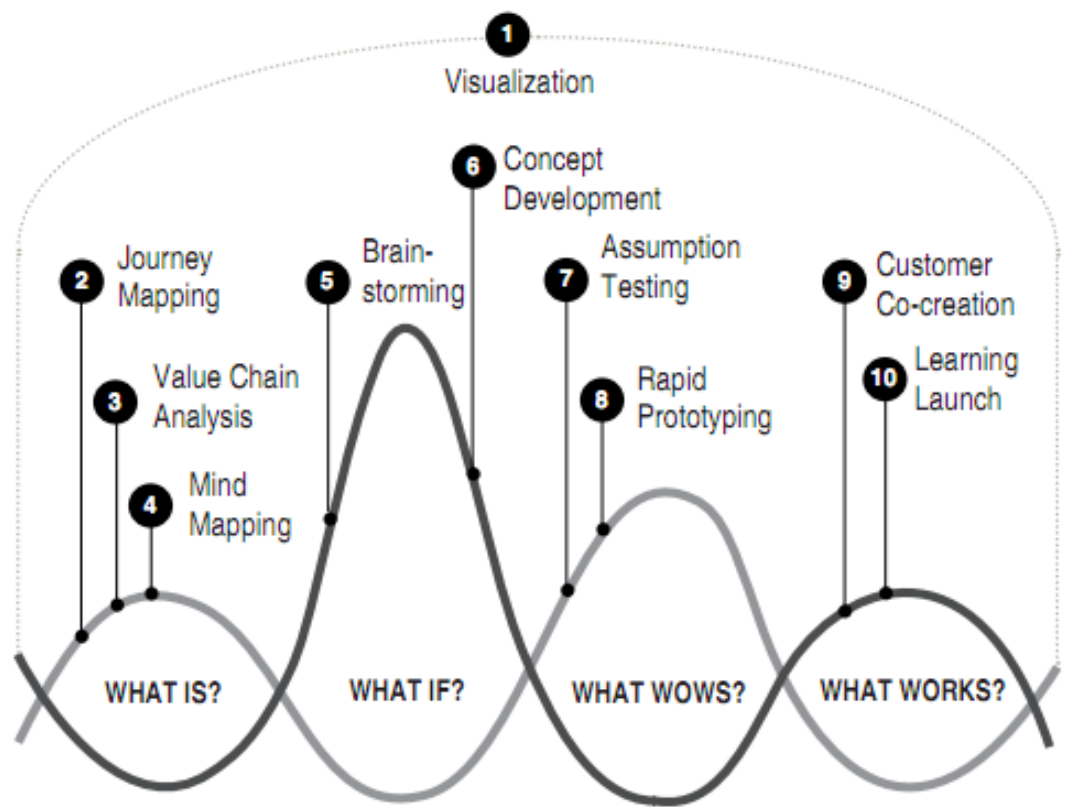 1
Visualization
6
Concept
Development
2
Journey
Mapping
5
Brain-
storming
7
Assumption
Testing
9
Customer
Co-creation
3
Value Chain
Analysis
8
Rapid
Prototyping
10
Learning
Launch
4
Mind
Mapping
WHAT IS?
WHAT IF?
WHAT WOWS?
WHAT WORKS?